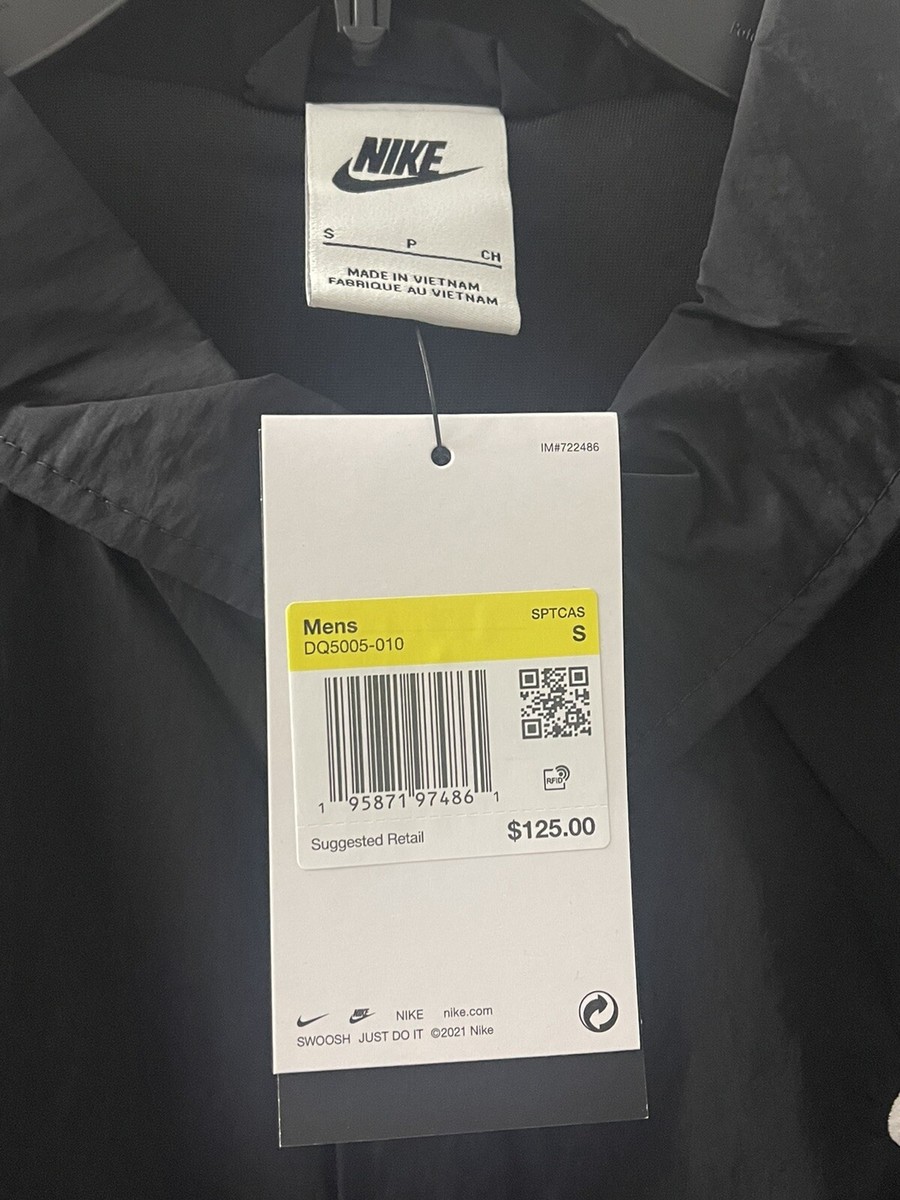 NIKE
S P CH
MADE IN VIETNAM
FABRIQUE AU VIETNAM
IM#722486
Mens SPTCAS
DQ5005-010 S
RFID
1 95871 97486 1
Suggested Retail $125.00
NIKE NIKE nike.com
SWOOSH JUST DO IT ©2021 Nike